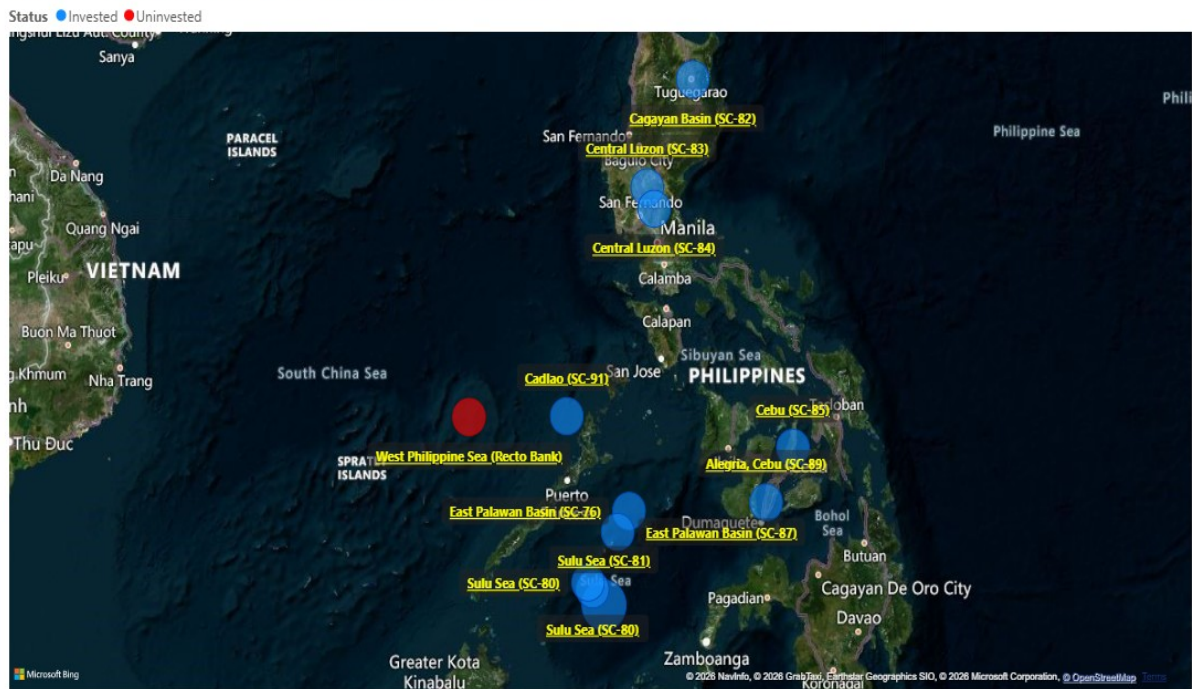 Status Invested Uninvested
Sanya
Tuguegarao
Phili
Cagayan Basin (SC-82)
Philippine Sea
San Fernando
PARACEL
ISLANDS
Central Luzon (SC-83)
Baguio City
Da Nang
San Fernando
Quang Ngai
Manila
Central Luzon (SC-84)
VIETNAM
Pleiku
Calamba
Calapan
Buon Ma Thuot
Sibuyan Sea
South China Sea
San Jose
PHILIPPINES
Khmum
Nha Trang
Cadlao (SC-91)
Cebu (SC-85)
Tacloban
Thu Đuc
West Philippine Sea (Recto Bank)
SPRATLY
ISLANDS
Alegria, Cebu (SC-89)
Puerto
East Palawan Basin (SC-76)
Dumaguete
Bohol
Sea
East Palawan Basin (SC-87)
Butuan
Sulu Sea (SC-81)
Sulu Sea (SC-80)
Sulu Sea
Cagayan De Oro City
Pagadian
Davao
Sulu Sea (SC-80)
Zamboanga
Greater Kota
Kinabalu
Koronadal
Microsoft Bing
© 2026 NavInfo, © 2026 GrabTaxi, Earthstar Geographics SIO, © 2026 Microsoft Corporation, © OpenStreetMap Terms